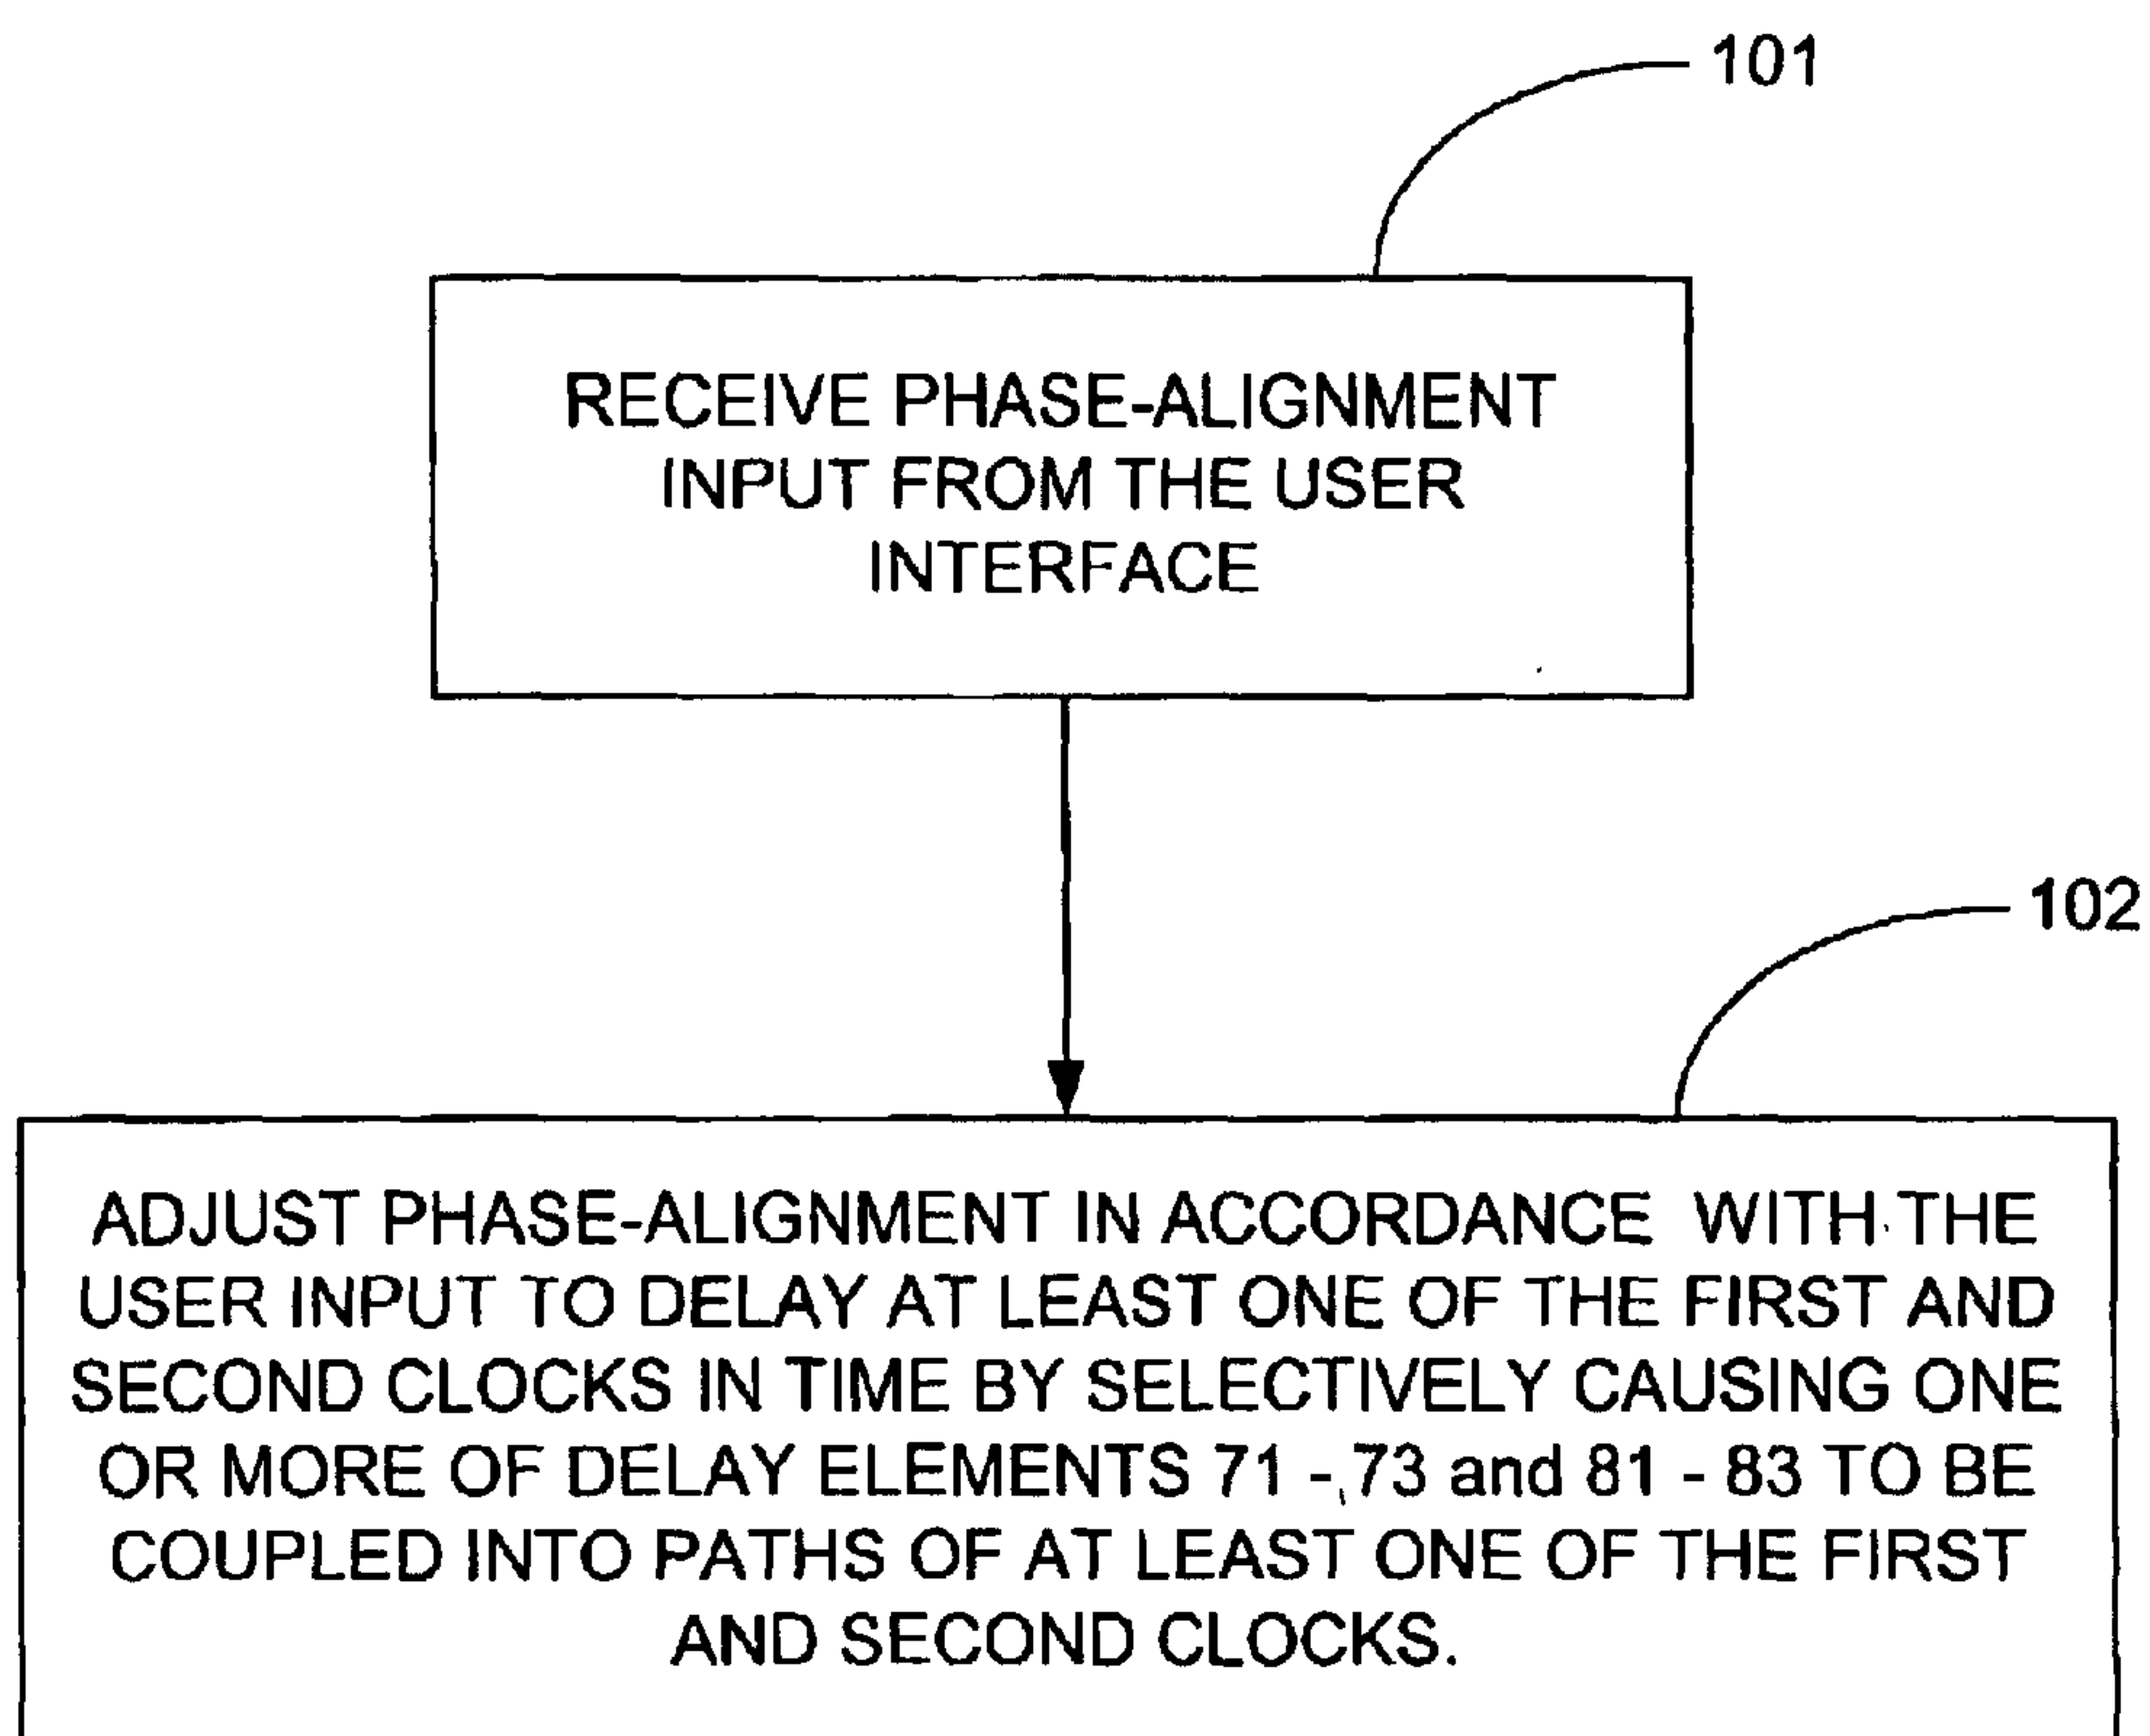 101
RECEIVE PHASE-ALIGNMENT
INPUT FROM THE USER
INTERFACE
102
ADJUST PHASE-ALIGNMENT IN ACCORDANCE WITH THE
USER INPUT TO DELAY AT LEAST ONE OF THE FIRST AND
SECOND CLOCKS IN TIME BY SELECTIVELY CAUSING ONE
OR MORE OF DELAY ELEMENTS 71 - 73 and 81 - 83 TO BE
COUPLED INTO PATHS OF AT LEAST ONE OF THE FIRST
AND SECOND CLOCKS.